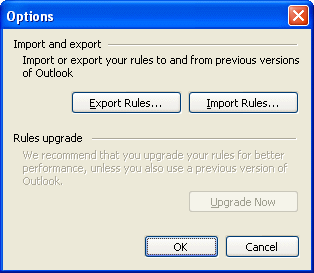 Options
Import and export
Import or export your rules to and from previous versions
of Outlook
Export Rules...
Import Rules...
Rules upgrade
We recommend that you upgrade your rules for better
performance, unless you also use a previous version of
Outlook.
Upgrade Now
OK
Cancel